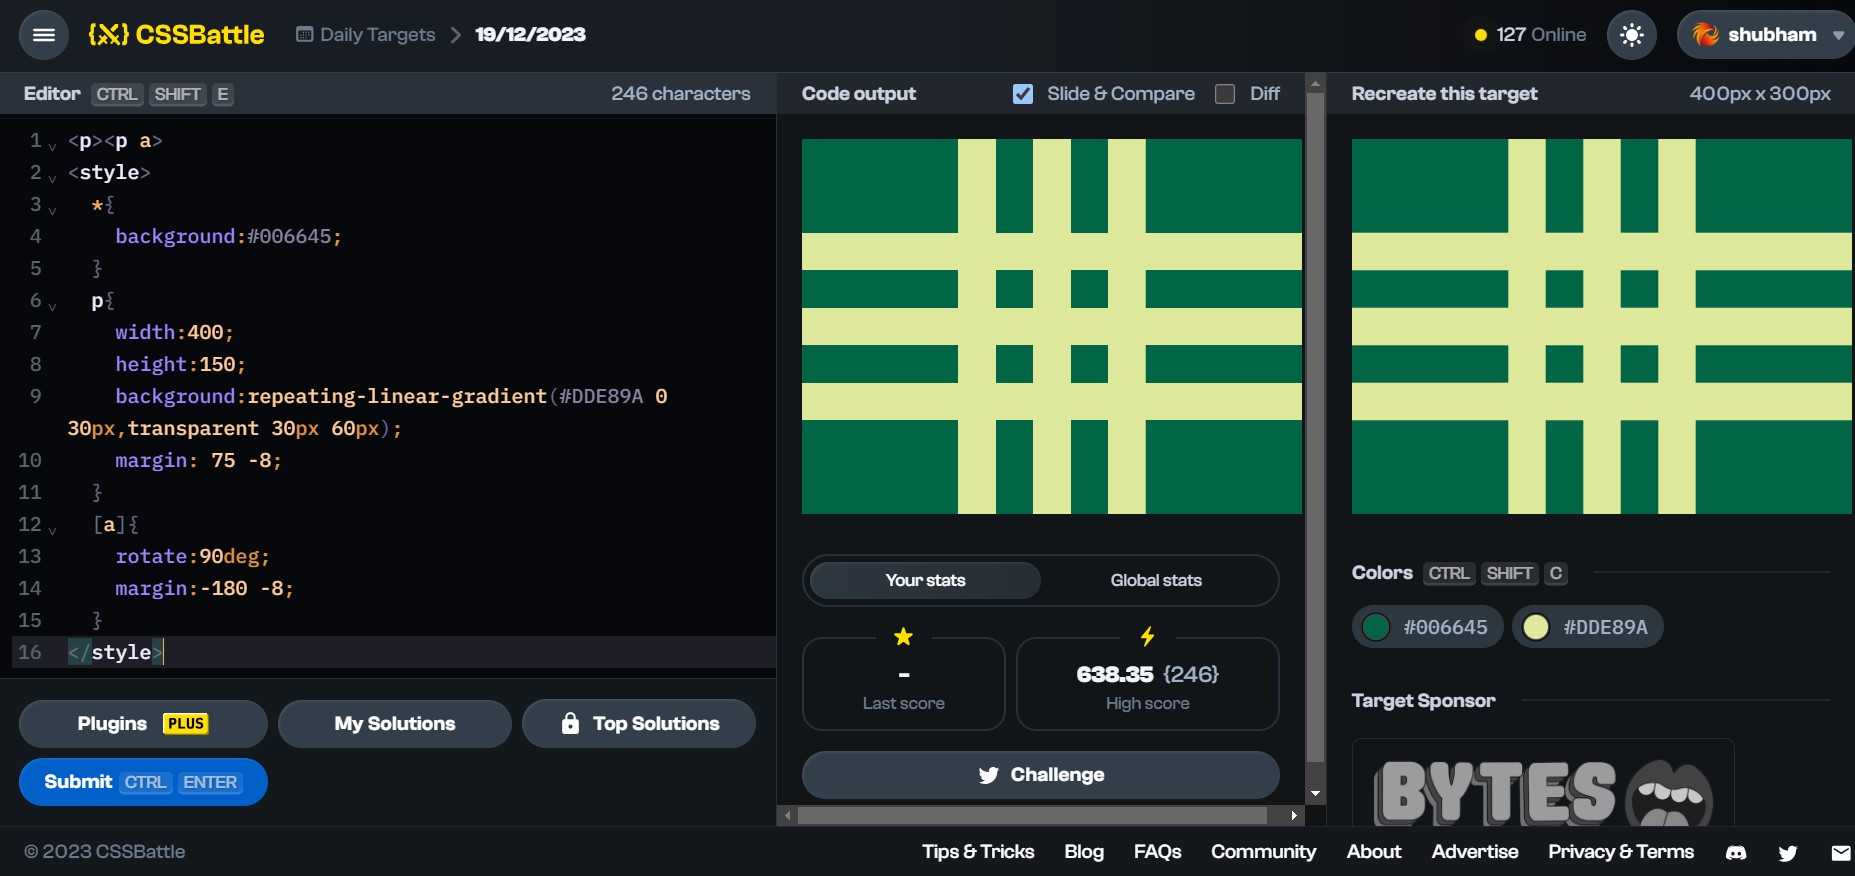 {X} CSSBattle
Daily Targets > 19/12/2023
127 Online
shubham
Editor CTRL SHIFT E
246 characters
1 <p><p a>
2 <style>
3 *{
4 background:#006645;
5 }
6 p{
7 width:400;
8 height:150;
9 background:repeating-linear-gradient(#DDE89A 0
30px,transparent 30px 60px);
10 margin: 75 -8;
11 }
12 [a]{
13 rotate:90deg;
14 margin:-180 -8;
15 }
16 </style>
Plugins PLUS
My Solutions
Top Solutions
Submit CTRL ENTER
Code output
Slide & Compare
Diff
Your stats
Global stats
-
Last score
638.35 {246}
High score
Challenge
Recreate this target
400px x 300px
Colors CTRL SHIFT C
#006645
#DDE89A
Target Sponsor
BYTES
© 2023 CSSBattle
Tips & Tricks
Blog
FAQs
Community
About
Advertise
Privacy & Terms